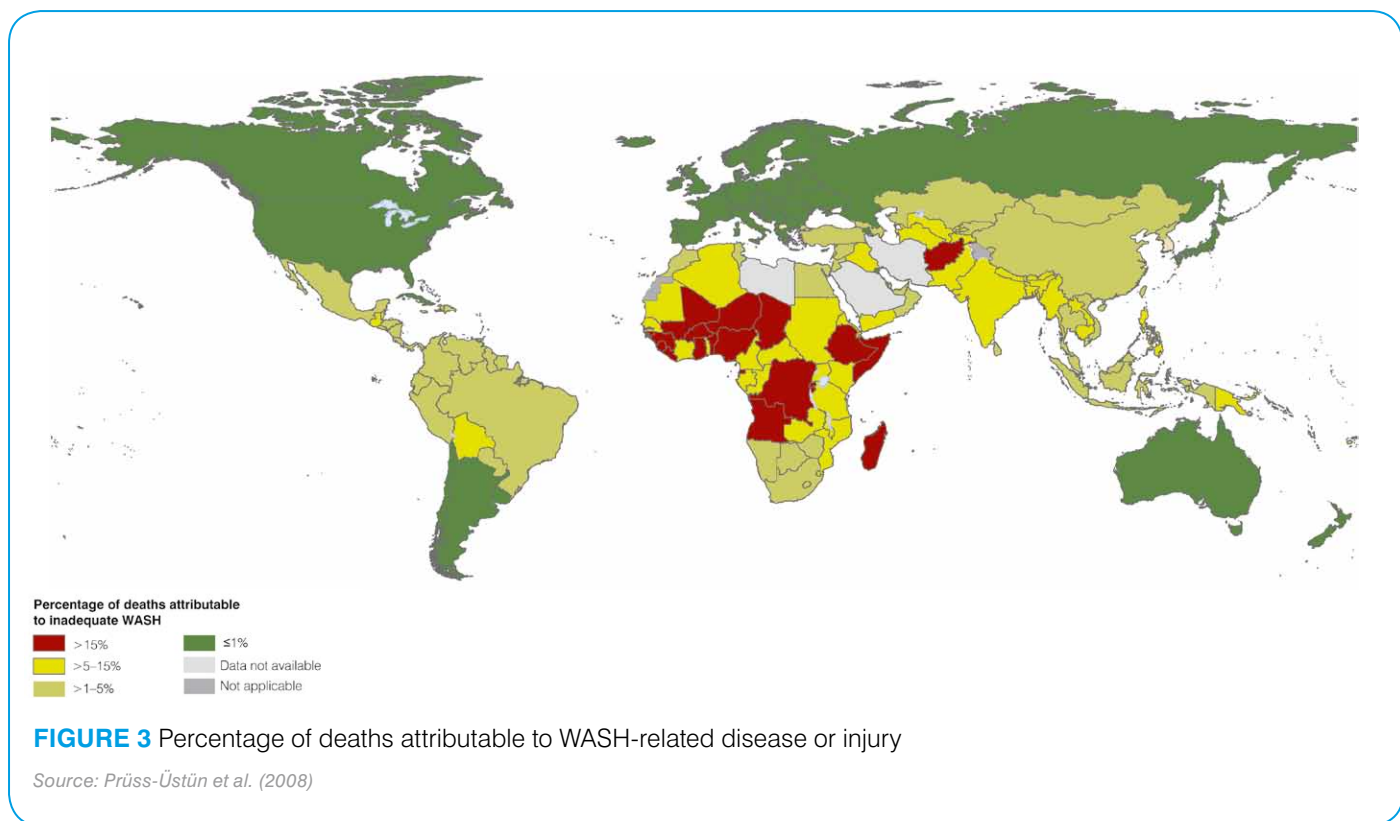 Percentage of deaths attributable
to inadequate WASH
>15%
>5–15%
>1–5%
≤1%
Data not available
Not applicable
FIGURE 3 Percentage of deaths attributable to WASH-related disease or injury
Source: Prüss-Üstün et al. (2008)